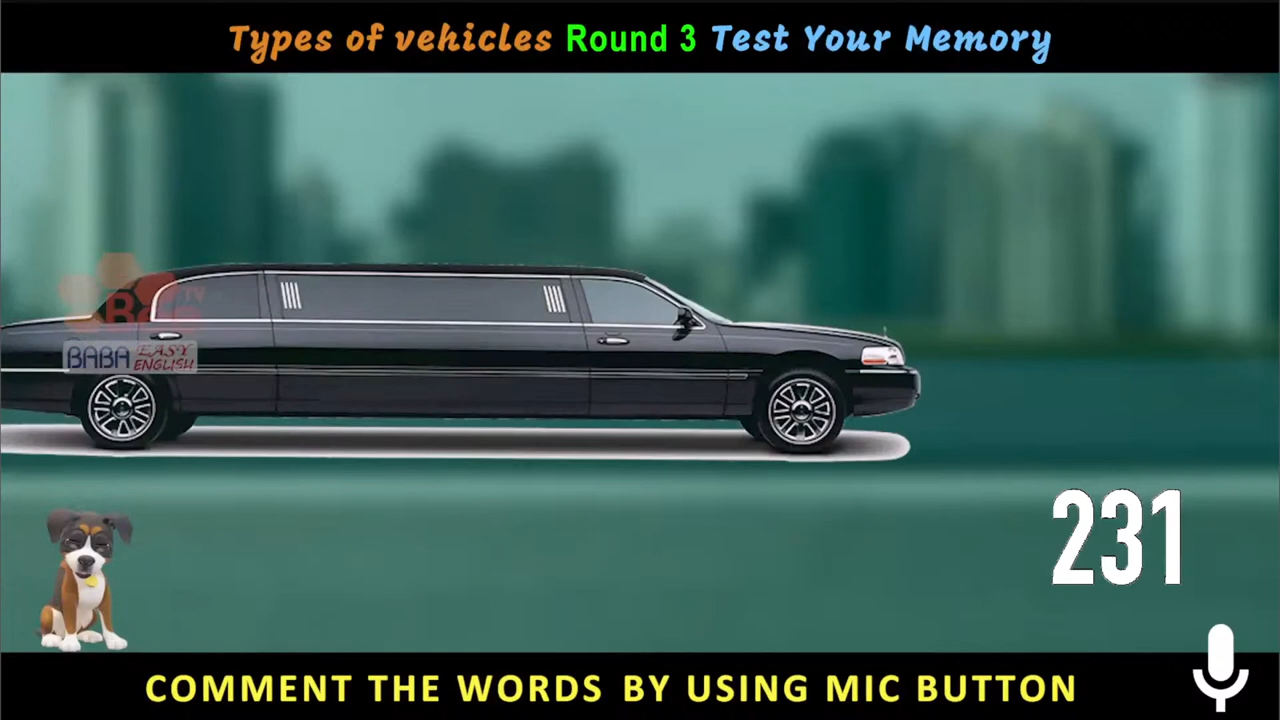 Types of vehicles Round 3 Test Your Memory
BABA EASY ENGLISH
231
COMMENT THE WORDS BY USING MIC BUTTON